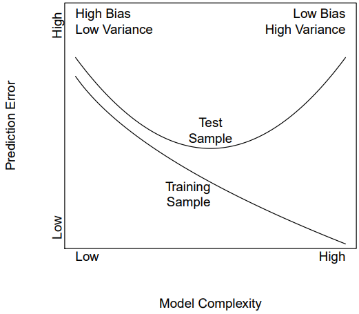 High Bias
Low Variance
Low Bias
High Variance
High
Prediction Error
Low
Test
Sample
Training
Sample
Low
High
Model Complexity